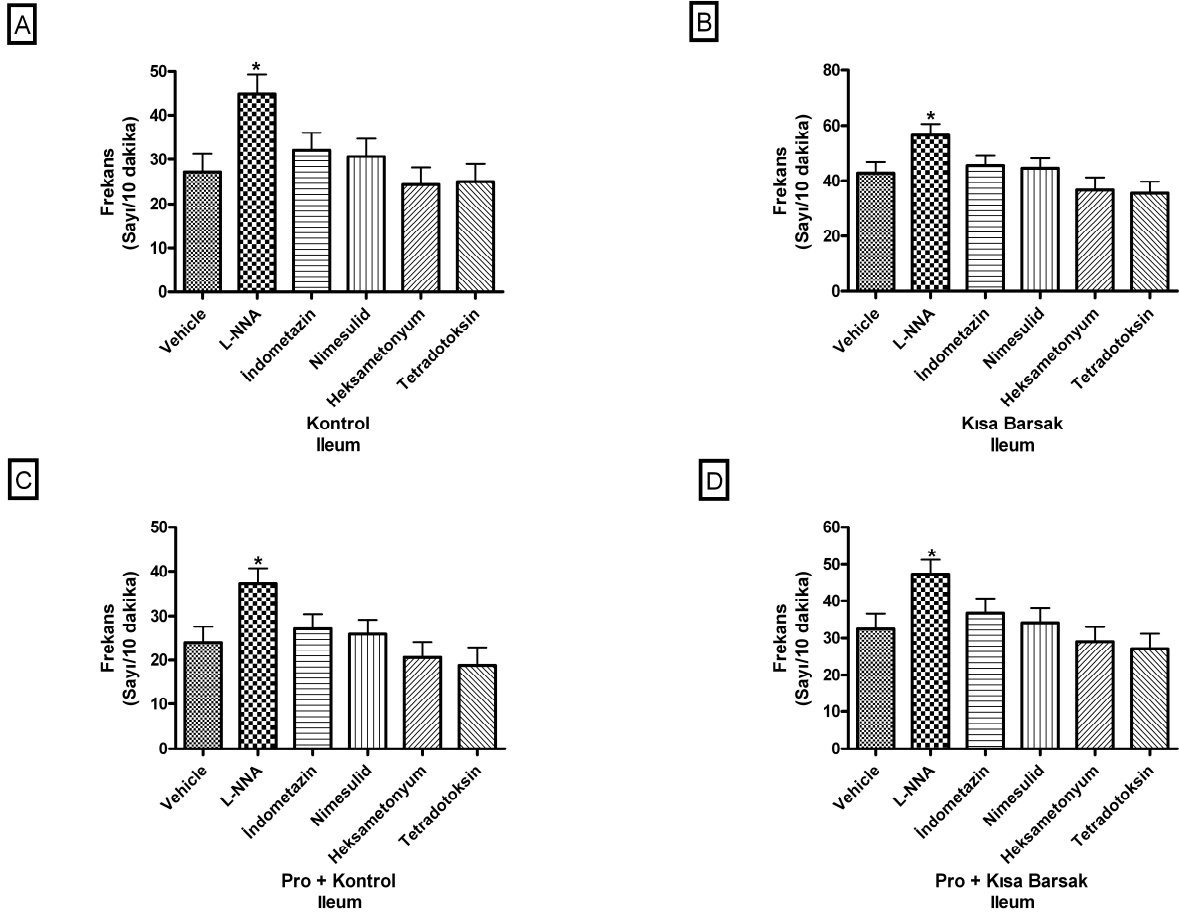 A
Frekans
(Sayı/10 dakika)
50
40
30
20
10
0
*
Vehicle
L-NNA
İndometazin
Nimesulid
Heksametonyum
Tetradotoksin
Kontrol
Ileum
B
Frekans
(Sayı/10 dakika)
80
60
40
20
0
*
Vehicle
L-NNA
İndometazin
Nimesulid
Heksametonyum
Tetradotoksin
Kısa Barsak
Ileum
C
Frekans
(Sayı/10 dakika)
50
40
30
20
10
0
*
Vehicle
L-NNA
İndometazin
Nimesulid
Heksametonyum
Tetradotoksin
Pro + Kontrol
Ileum
D
Frekans
(Sayı/10 dakika)
60
50
40
30
20
10
0
*
Vehicle
L-NNA
İndometazin
Nimesulid
Heksametonyum
Tetradotoksin
Pro + Kısa Barsak
Ileum